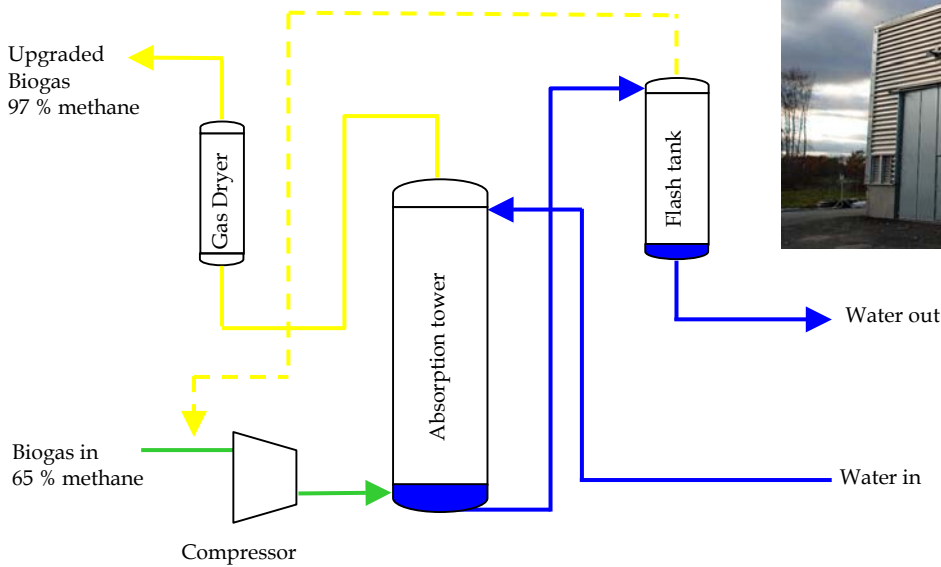 Upgraded
Biogas
97 % methane
Gas Dryer
Absorption tower
Flash tank
Water out
Biogas in
65 % methane
Water in
Compressor